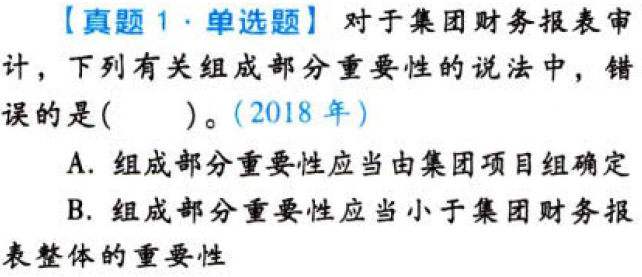 【真题 1 · 单选题】 对于集团财务报表审
计，下列有关组成部分重要性的说法中，错
误的是(　　)。(2018 年)
A. 组成部分重要性应当由集团项目组确定
B. 组成部分重要性应当小于集团财务报
表整体的重要性